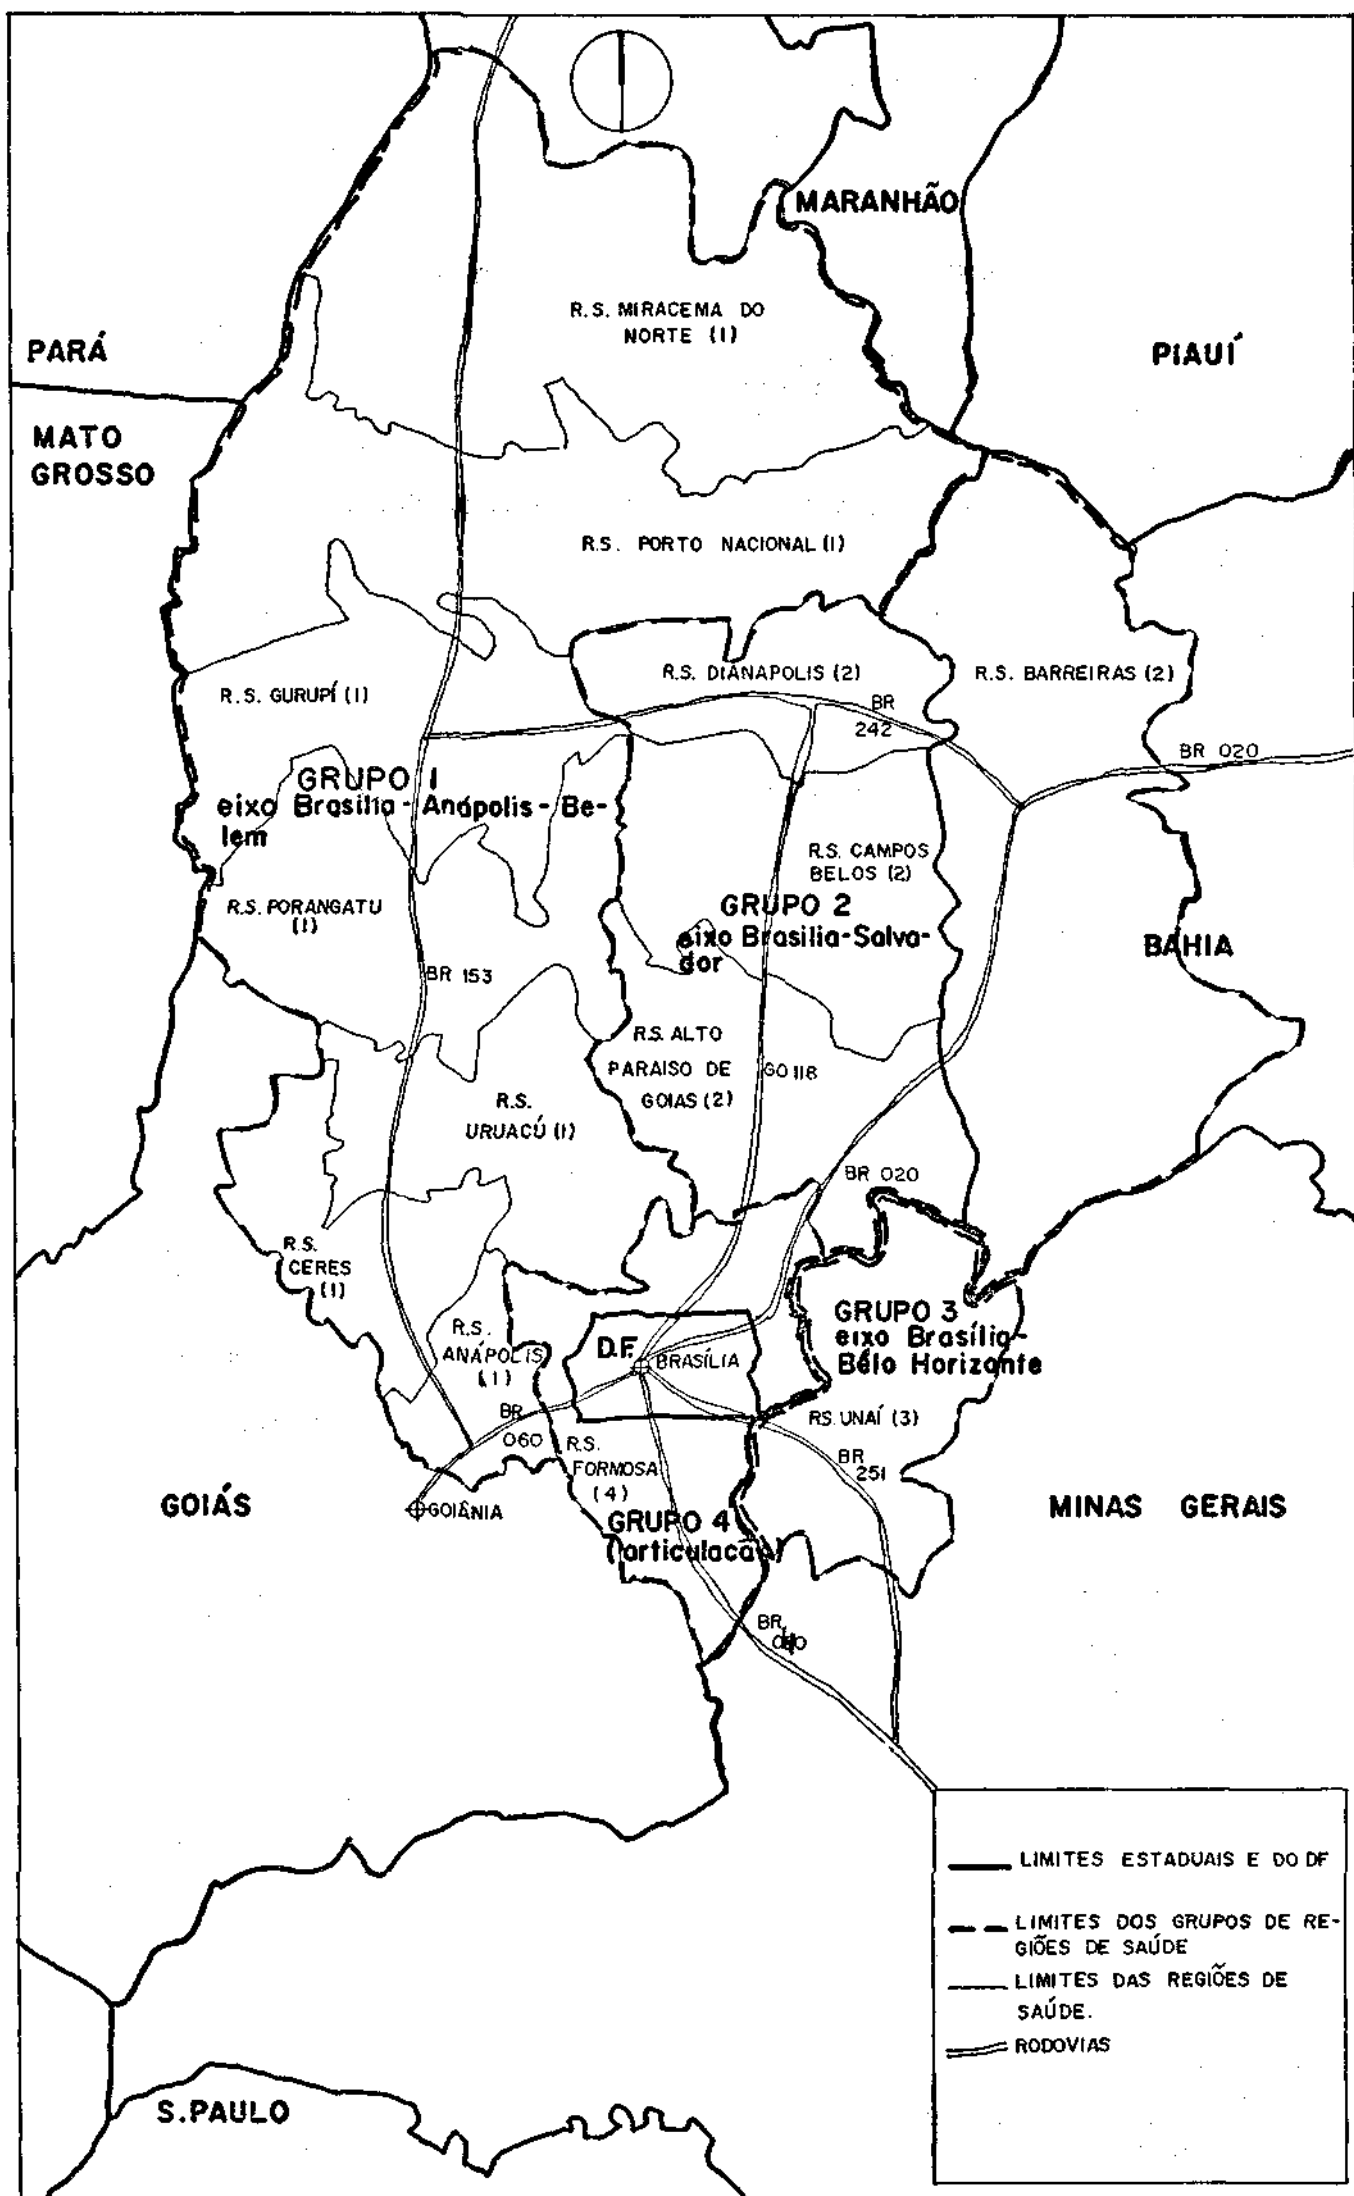 MARANHÃO
R.S. MIRACEMA DO
NORTE (1)
PARÁ
PIAUÍ
MATO
GROSSO
R.S. PORTO NACIONAL (1)
R.S. DIANAPOLIS (2)
R.S. BARREIRAS (2)
R.S. GURUPÍ (1)
BR
242
BR 020
GRUPO 1
eixo Brasilia-Anápolis-Be-
lem
R.S. CAMPOS
BELOS (2)
R.S. PORANGATU
(1)
GRUPO 2
eixo Brasilia-Salva-
dor
BAHIA
BR 153
R.S. ALTO
PARAISO DE
GOIAS (2)
GO 118
R.S.
URUACÚ (1)
BR 020
R.S.
CERES
(1)
GRUPO 3
eixo Brasília-
Belo Horizonte
R.S.
ANÁPOLIS
(1)
D.F.
BRASÍLIA
RS. UNAÍ (3)
BR
060
R.S.
FORMOSA
(4)
BR
251
GOIÁS
GOIÂNIA
MINAS GERAIS
GRUPO 4
(articulacão)
BR
LIMITES ESTADUAIS E DO DF
LIMITES DOS GRUPOS DE RE-
GIÕES DE SAÚDE
LIMITES DAS REGIÕES DE
SAÚDE.
RODOVIAS
S.PAULO